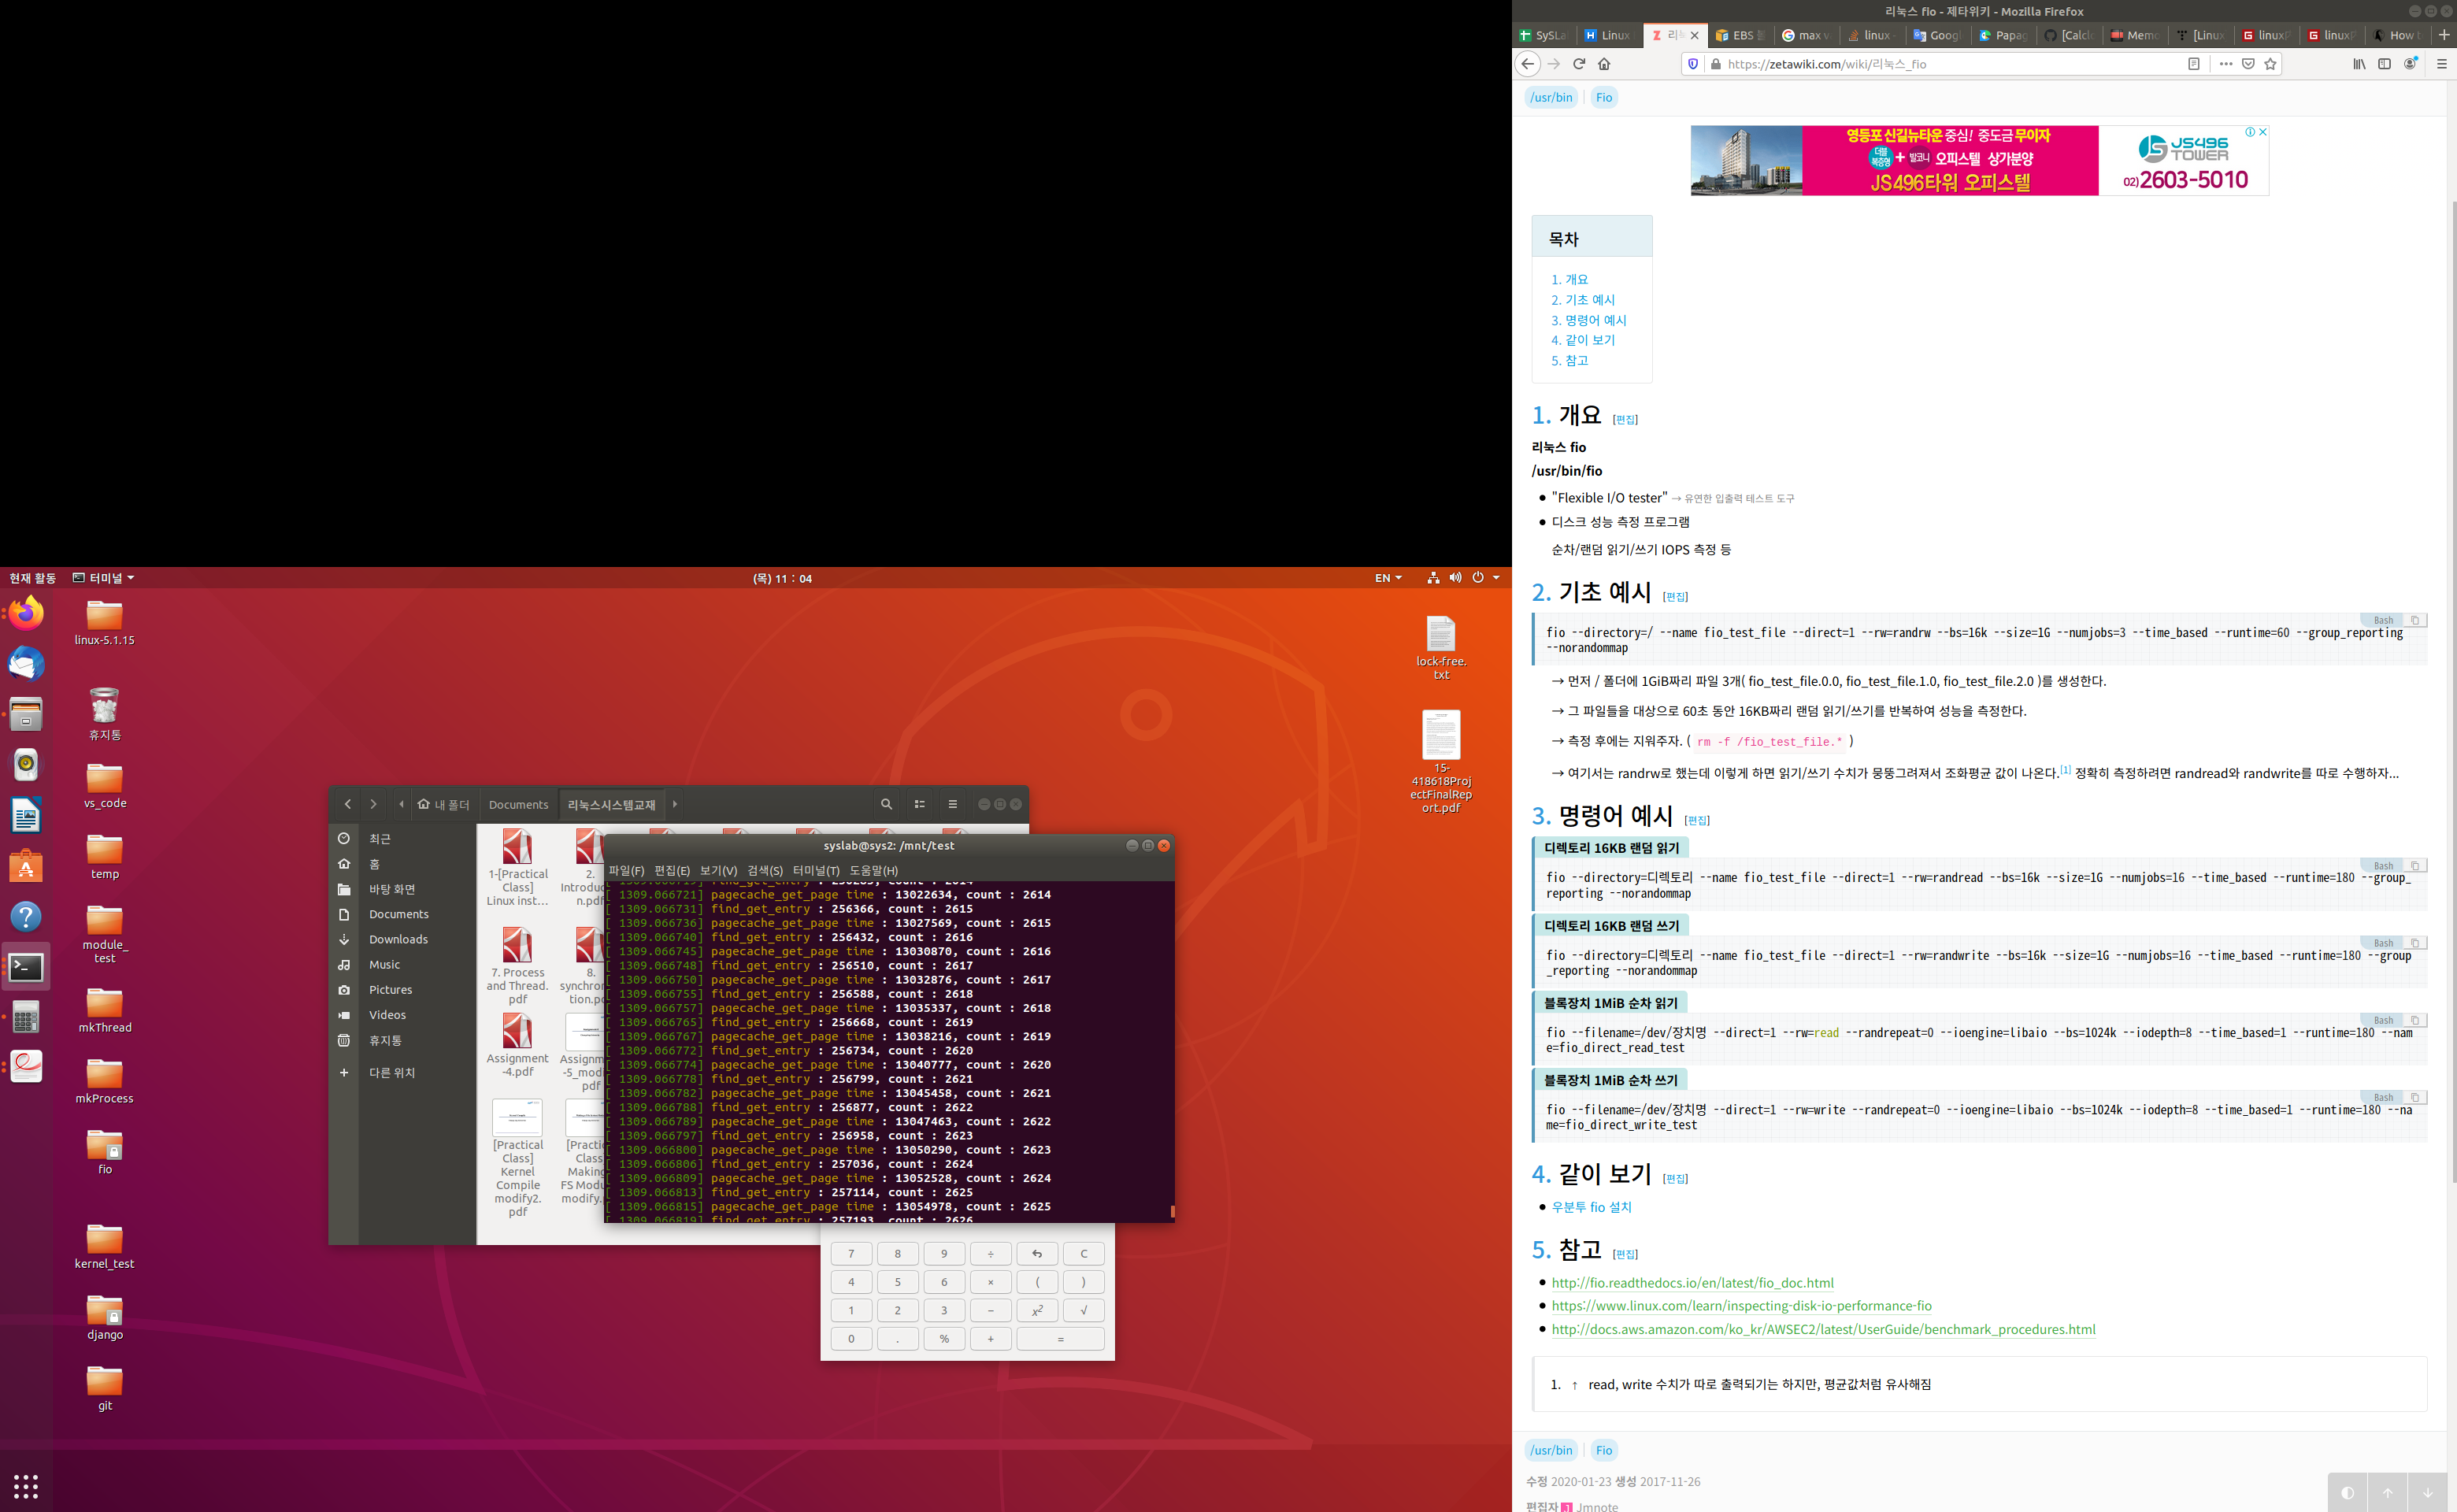 현재 활동
터미널
(목) 11 : 04
EN
linux-5.1.15
휴지통
vs_code
temp
module_
test
mkThread
mkProcess
fio
kernel_test
django
git
lock-free.
txt
15-
418618Proj
ectFinalRep
ort.pdf
내 폴더
Documents
리눅스시스템교재
최근
홈
바탕 화면
Documents
Downloads
Music
Pictures
Videos
휴지통
다른 위치
1-[Practical
Class]
Linux inst…
2.
Introduc
n.pdf
7. Process
and Thread.
pdf
8.
synchron
tion.pd
Assignment
-4.pdf
Assignm
-5_mod
pdf
[Practical
Class]
Kernel
Compile
modify2.
pdf
[Practic
Class
Making
FS Modu
modify.
syslab@sys2: /mnt/test
파일(F) 편집(E) 보기(V) 검색(S) 터미널(T) 도움말(H)
[ 1309.066721] pagecache_get_page time : 13022634, count : 2614
[ 1309.066731] find_get_entry : 256366, count : 2615
[ 1309.066736] pagecache_get_page time : 13027569, count : 2615
[ 1309.066740] find_get_entry : 256432, count : 2616
[ 1309.066745] pagecache_get_page time : 13030870, count : 2616
[ 1309.066748] find_get_entry : 256510, count : 2617
[ 1309.066750] pagecache_get_page time : 13032876, count : 2617
[ 1309.066755] find_get_entry : 256588, count : 2618
[ 1309.066757] pagecache_get_page time : 13035337, count : 2618
[ 1309.066765] find_get_entry : 256668, count : 2619
[ 1309.066767] pagecache_get_page time : 13038216, count : 2619
[ 1309.066772] find_get_entry : 256734, count : 2620
[ 1309.066774] pagecache_get_page time : 13040777, count : 2620
[ 1309.066778] find_get_entry : 256799, count : 2621
[ 1309.066782] pagecache_get_page time : 13045458, count : 2621
[ 1309.066788] find_get_entry : 256877, count : 2622
[ 1309.066789] pagecache_get_page time : 13047463, count : 2622
[ 1309.066797] find_get_entry : 256958, count : 2623
[ 1309.066800] pagecache_get_page time : 13050290, count : 2623
[ 1309.066806] find_get_entry : 257036, count : 2624
[ 1309.066809] pagecache_get_page time : 13052528, count : 2624
[ 1309.066813] find_get_entry : 257114, count : 2625
[ 1309.066815] pagecache_get_page time : 13054978, count : 2625
[ 1309.066819] find_get_entry : 257193, count : 2626
7 8 9 ÷ C
4 5 6 × ( )
1 2 3 − x² √
0 . % + =
리눅스 fio - 제타위키 - Mozilla Firefox
SySLa
Linux
리눅
EBS
max v
linux -
Googl
Papag
[Calclo
Memo
[Linux
linuxP
linuxP
How t
https://zetawiki.com/wiki/리눅스_fio
/usr/bin
Fio
영등포 신길뉴타운 중심! 중도금 무이자
더블 복층형 + 발코니 오피스텔 상가분양
JS496타워 오피스텔
JS496
TOWER
02)2603-5010
목차
1. 개요
2. 기초 예시
3. 명령어 예시
4. 같이 보기
5. 참고
1. 개요 [편집]
리눅스 fio
/usr/bin/fio
"Flexible I/O tester" → 유연한 입출력 테스트 도구
디스크 성능 측정 프로그램
순차/랜덤 읽기/쓰기 IOPS 측정 등
2. 기초 예시 [편집]
Bash
fio --directory=/ --name fio_test_file --direct=1 --rw=randrw --bs=16k --size=1G --numjobs=3 --time_based --runtime=60 --group_reporting
--norandommap
→ 먼저 / 폴더에 1GiB짜리 파일 3개( fio_test_file.0.0, fio_test_file.1.0, fio_test_file.2.0 )를 생성한다.
→ 그 파일들을 대상으로 60초 동안 16KB짜리 랜덤 읽기/쓰기를 반복하여 성능을 측정한다.
→ 측정 후에는 지워주자. ( rm -f /fio_test_file.* )
→ 여기서는 randrw로 했는데 이렇게 하면 읽기/쓰기 수치가 뭉뚱그려져서 조화평균 값이 나온다.[1] 정확히 측정하려면 randread와 randwrite를 따로 수행하자...
3. 명령어 예시 [편집]
디렉토리 16KB 랜덤 읽기
Bash
fio --directory=디렉토리 --name fio_test_file --direct=1 --rw=randread --bs=16k --size=1G --numjobs=16 --time_based --runtime=180 --group_
reporting --norandommap
디렉토리 16KB 랜덤 쓰기
Bash
fio --directory=디렉토리 --name fio_test_file --direct=1 --rw=randwrite --bs=16k --size=1G --numjobs=16 --time_based --runtime=180 --group
_reporting --norandommap
블록장치 1MiB 순차 읽기
Bash
fio --filename=/dev/장치명 --direct=1 --rw=read --randrepeat=0 --ioengine=libaio --bs=1024k --iodepth=8 --time_based=1 --runtime=180 --nam
e=fio_direct_read_test
블록장치 1MiB 순차 쓰기
Bash
fio --filename=/dev/장치명 --direct=1 --rw=write --randrepeat=0 --ioengine=libaio --bs=1024k --iodepth=8 --time_based=1 --runtime=180 --na
me=fio_direct_write_test
4. 같이 보기 [편집]
우분투 fio 설치
5. 참고 [편집]
http://fio.readthedocs.io/en/latest/fio_doc.html
https://www.linux.com/learn/inspecting-disk-io-performance-fio
http://docs.aws.amazon.com/ko_kr/AWSEC2/latest/UserGuide/benchmark_procedures.html
1. ↑ read, write 수치가 따로 출력되기는 하지만, 평균값처럼 유사해짐
/usr/bin
Fio
수정 2020-01-23 생성 2017-11-26
편집자 J Jmnote